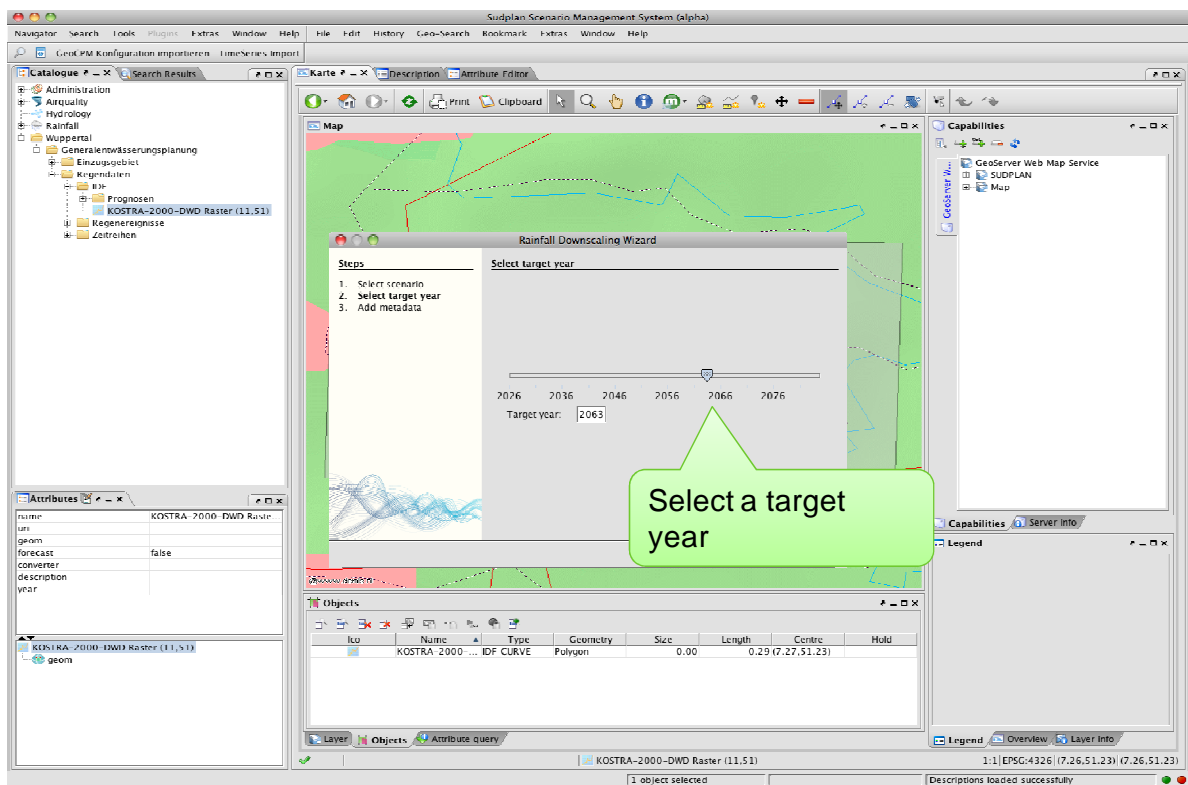 Sudplan Scenario Management System (alpha)
Navigator Search Tools Plugins Extras Window Help File Edit History Geo-Search Bookmark Extras Window Help
GeoCPM Konfiguration importieren TimeSeries Import
Catalogue
Search Results
Karte
Description
Attribute Editor
Print
Clipboard
Administration
Airquality
Hydrology
Rainfall
Wuppertal
Generalentwässerungsplanung
Einzugsgebiet
Regendaten
IDF
Prognosen
KOSTRA-2000-DWD Raster (11,51)
Regenereignisse
Zeitreihen
Map
Capabilities
GeoServer W...
GeoServer Web Map Service
SUDPLAN
Map
Rainfall Downscaling Wizard
Steps
1. Select scenario
2. Select target year
3. Add metadata
Select target year
2026 2036 2046 2056 2066 2076
Target year: 2063
Select a target
year
Attributes
name KOSTRA-2000-DWD Raste...
uri
geom
forecast false
converter
description
year
KOSTRA-2000-DWD Raster (11,51)
geom
Capabilities
Server Info
Legend
Objects
Ico Name Type Geometry Size Length Centre Hold
KOSTRA-2000-... IDF CURVE Polygon 0.00 0.29 (7.27,51.23)
Layer
Objects
Attribute query
Legend
Overview
Layer Info
KOSTRA-2000-DWD Raster (11,51)
1:1 EPSG:4326 (7.26,51.23) (7.26,51.23)
1 object selected
Descriptions loaded successfully